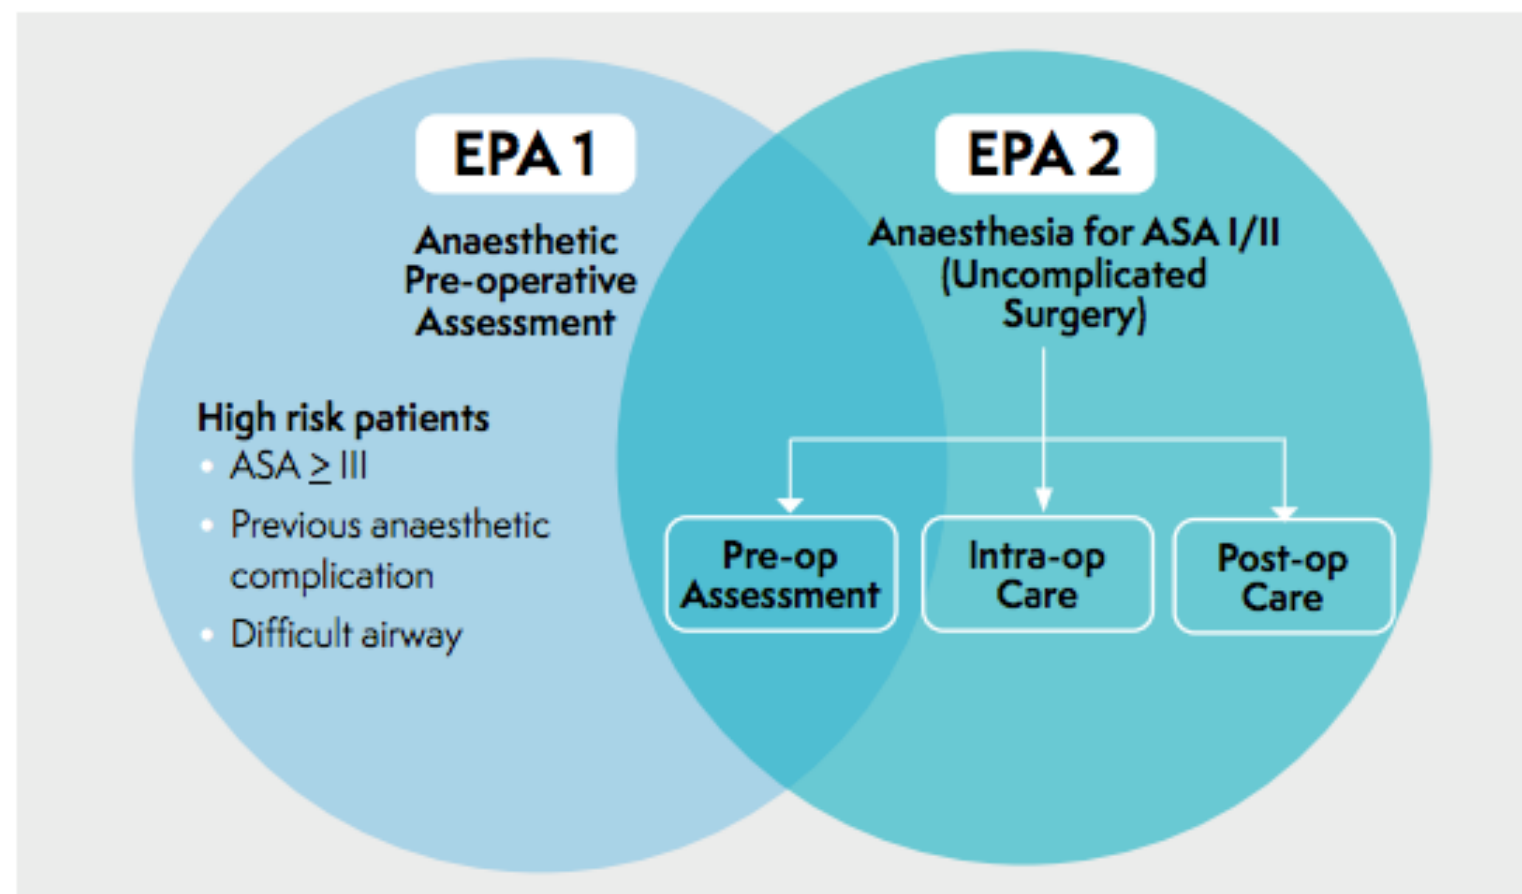 EPA 1
Anaesthetic
Pre-operative
Assessment
High risk patients
• ASA ≥ III
• Previous anaesthetic
complication
• Difficult airway
EPA 2
Anaesthesia for ASA I/II
(Uncomplicated
Surgery)
Pre-op
Assessment
Intra-op
Care
Post-op
Care